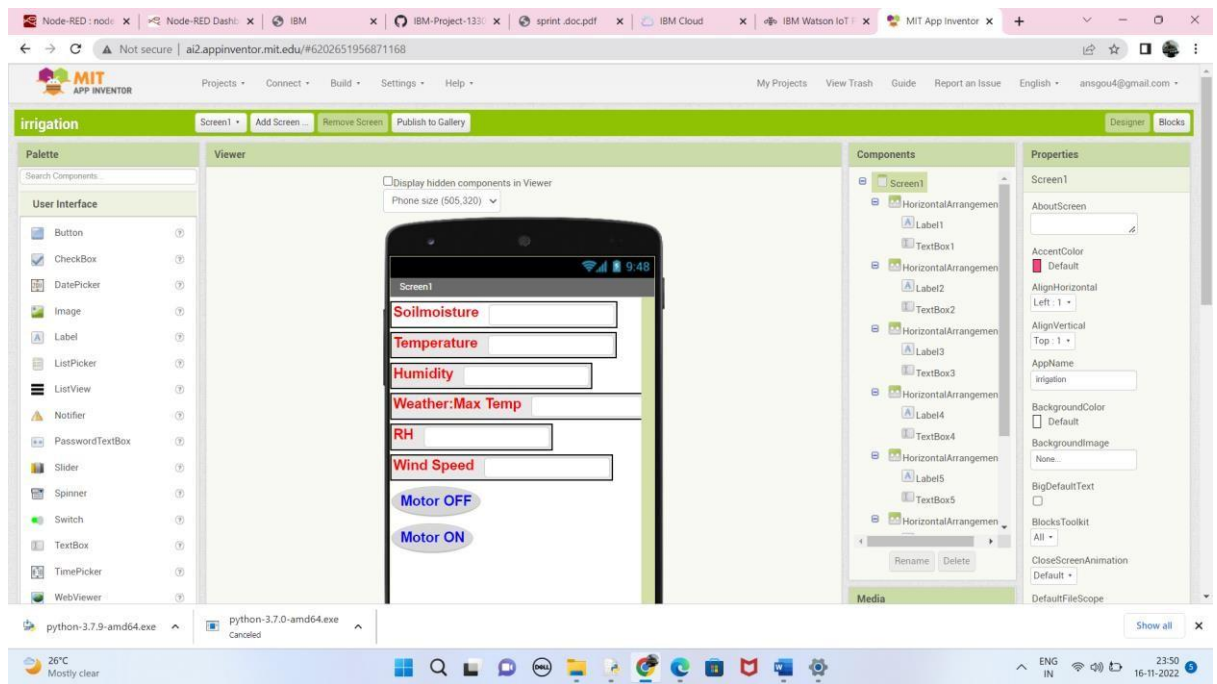 Node-RED : node
Node-RED Dashb
IBM
IBM-Project-1330
sprint .doc.pdf
IBM Cloud
IBM Watson IoT P
MIT App Inventor
Not secure | ai2.appinventor.mit.edu/#6202651956871168
MIT
APP INVENTOR
Projects
Connect
Build
Settings
Help
My Projects
View Trash
Guide
Report an Issue
English
ansgou4@gmail.com
irrigation
Screen1
Add Screen ...
Remove Screen
Publish to Gallery
Designer
Blocks
Palette
Search Components...
User Interface
Button
CheckBox
DatePicker
Image
Label
ListPicker
ListView
Notifier
PasswordTextBox
Slider
Spinner
Switch
TextBox
TimePicker
WebViewer
Viewer
Display hidden components in Viewer
Phone size (505,320)
9:48
Screen1
Soilmoisture
Temperature
Humidity
Weather:Max Temp
RH
Wind Speed
Motor OFF
Motor ON
Components
Screen1
HorizontalArrangemen
Label1
TextBox1
HorizontalArrangemen
Label2
TextBox2
HorizontalArrangemen
Label3
TextBox3
HorizontalArrangemen
Label4
TextBox4
HorizontalArrangemen
Label5
TextBox5
HorizontalArrangemen
Rename
Delete
Media
Properties
Screen1
AboutScreen
AccentColor
Default
AlignHorizontal
Left : 1
AlignVertical
Top : 1
AppName
irrigation
BackgroundColor
Default
BackgroundImage
None...
BigDefaultText
BlocksToolkit
All
CloseScreenAnimation
Default
DefaultFileScope
python-3.7.9-amd64.exe
python-3.7.0-amd64.exe
Canceled
Show all
26°C
Mostly clear
DELL
ENG
IN
23:50
16-11-2022
5